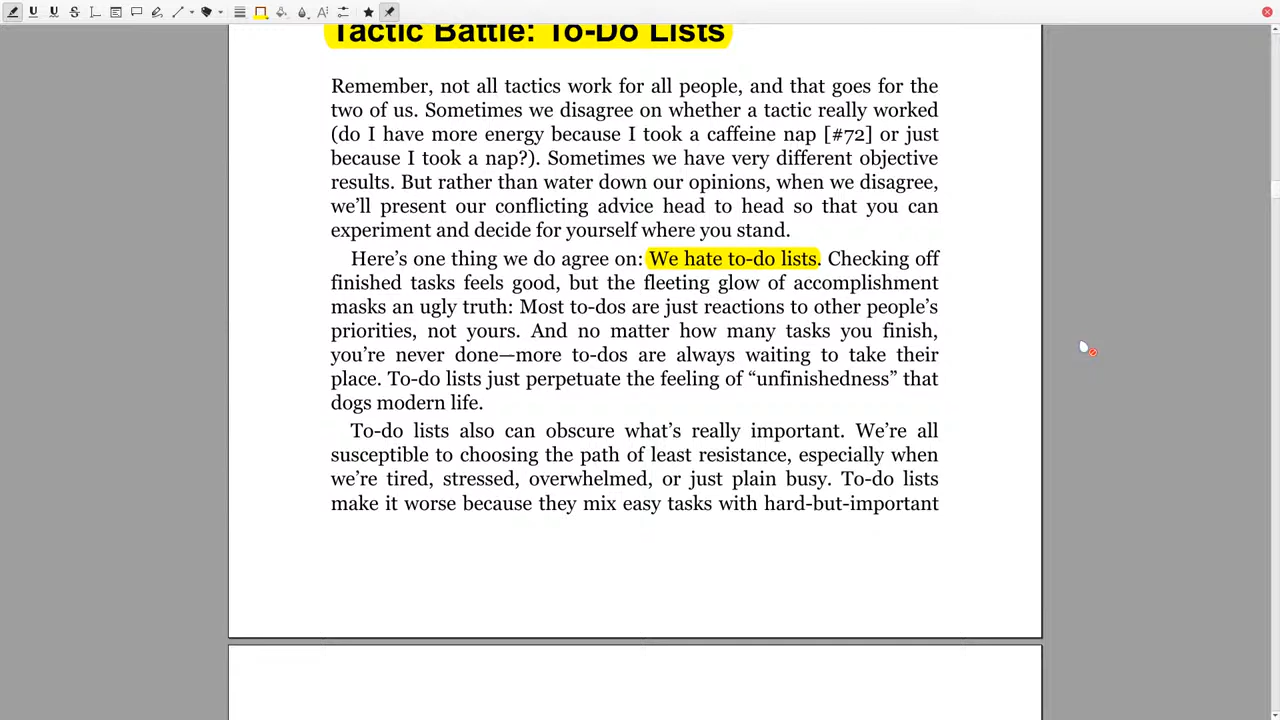 Tactic Battle: To-Do Lists
Remember, not all tactics work for all people, and that goes for the
two of us. Sometimes we disagree on whether a tactic really worked
(do I have more energy because I took a caffeine nap [#72] or just
because I took a nap?). Sometimes we have very different objective
results. But rather than water down our opinions, when we disagree,
we’ll present our conflicting advice head to head so that you can
experiment and decide for yourself where you stand.
Here’s one thing we do agree on: We hate to-do lists. Checking off
finished tasks feels good, but the fleeting glow of accomplishment
masks an ugly truth: Most to-dos are just reactions to other people’s
priorities, not yours. And no matter how many tasks you finish,
you’re never done—more to-dos are always waiting to take their
place. To-do lists just perpetuate the feeling of “unfinishedness” that
dogs modern life.
To-do lists also can obscure what’s really important. We’re all
susceptible to choosing the path of least resistance, especially when
we’re tired, stressed, overwhelmed, or just plain busy. To-do lists
make it worse because they mix easy tasks with hard-but-important